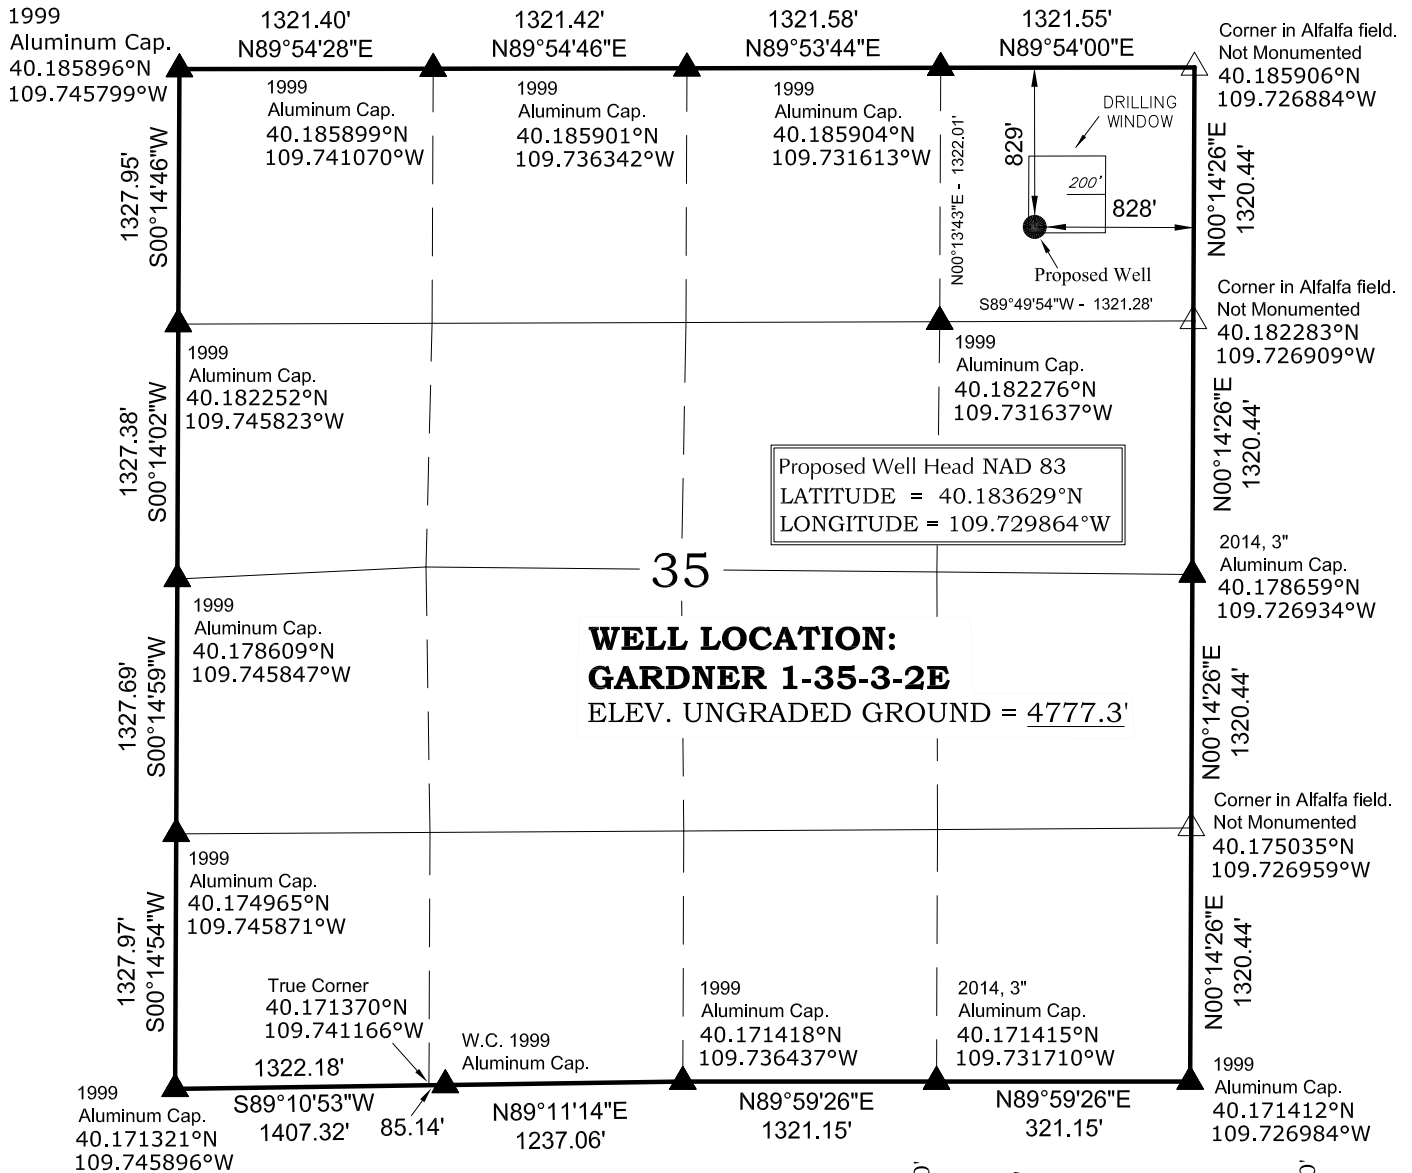 1999
Aluminum Cap.
40.185896°N
109.745799°W
1321.40'
N89°54'28"E
1321.42'
N89°54'46"E
1321.58'
N89°53'44"E
1321.55'
N89°54'00"E
Corner in Alfalfa field.
Not Monumented
40.185906°N
109.726884°W
1999
Aluminum Cap.
40.185899°N
109.741070°W
1999
Aluminum Cap.
40.185901°N
109.736342°W
1999
Aluminum Cap.
40.185904°N
109.731613°W
N00°13'43"E - 1322.01'
829'
DRILLING
WINDOW
200'
828'
Proposed Well
S89°49'54"W - 1321.28'
1327.95'
S00°14'46"W
N00°14'26"E
1320.44'
Corner in Alfalfa field.
Not Monumented
40.182283°N
109.726909°W
1999
Aluminum Cap.
40.182252°N
109.745823°W
1999
Aluminum Cap.
40.182276°N
109.731637°W
1327.38'
S00°14'02"W
N00°14'26"E
1320.44'
Proposed Well Head NAD 83
LATITUDE = 40.183629°N
LONGITUDE = 109.729864°W
35
2014, 3"
Aluminum Cap.
40.178659°N
109.726934°W
1999
Aluminum Cap.
40.178609°N
109.745847°W
WELL LOCATION:
GARDNER 1-35-3-2E
ELEV. UNGRADED GROUND = 4777.3'
1327.69'
S00°14'59"W
N00°14'26"E
1320.44'
Corner in Alfalfa field.
Not Monumented
40.175035°N
109.726959°W
1999
Aluminum Cap.
40.174965°N
109.745871°W
1327.97'
S00°14'54"W
N00°14'26"E
1320.44'
True Corner
40.171370°N
109.741166°W
W.C. 1999
Aluminum Cap.
1999
Aluminum Cap.
40.171418°N
109.736437°W
2014, 3"
Aluminum Cap.
40.171415°N
109.731710°W
1999
Aluminum Cap.
40.171412°N
109.726984°W
1999
Aluminum Cap.
40.171321°N
109.745896°W
1322.18'
S89°10'53"W
1407.32'
85.14'
N89°11'14"E
1237.06'
N89°59'26"E
1321.15'
N89°59'26"E
321.15'